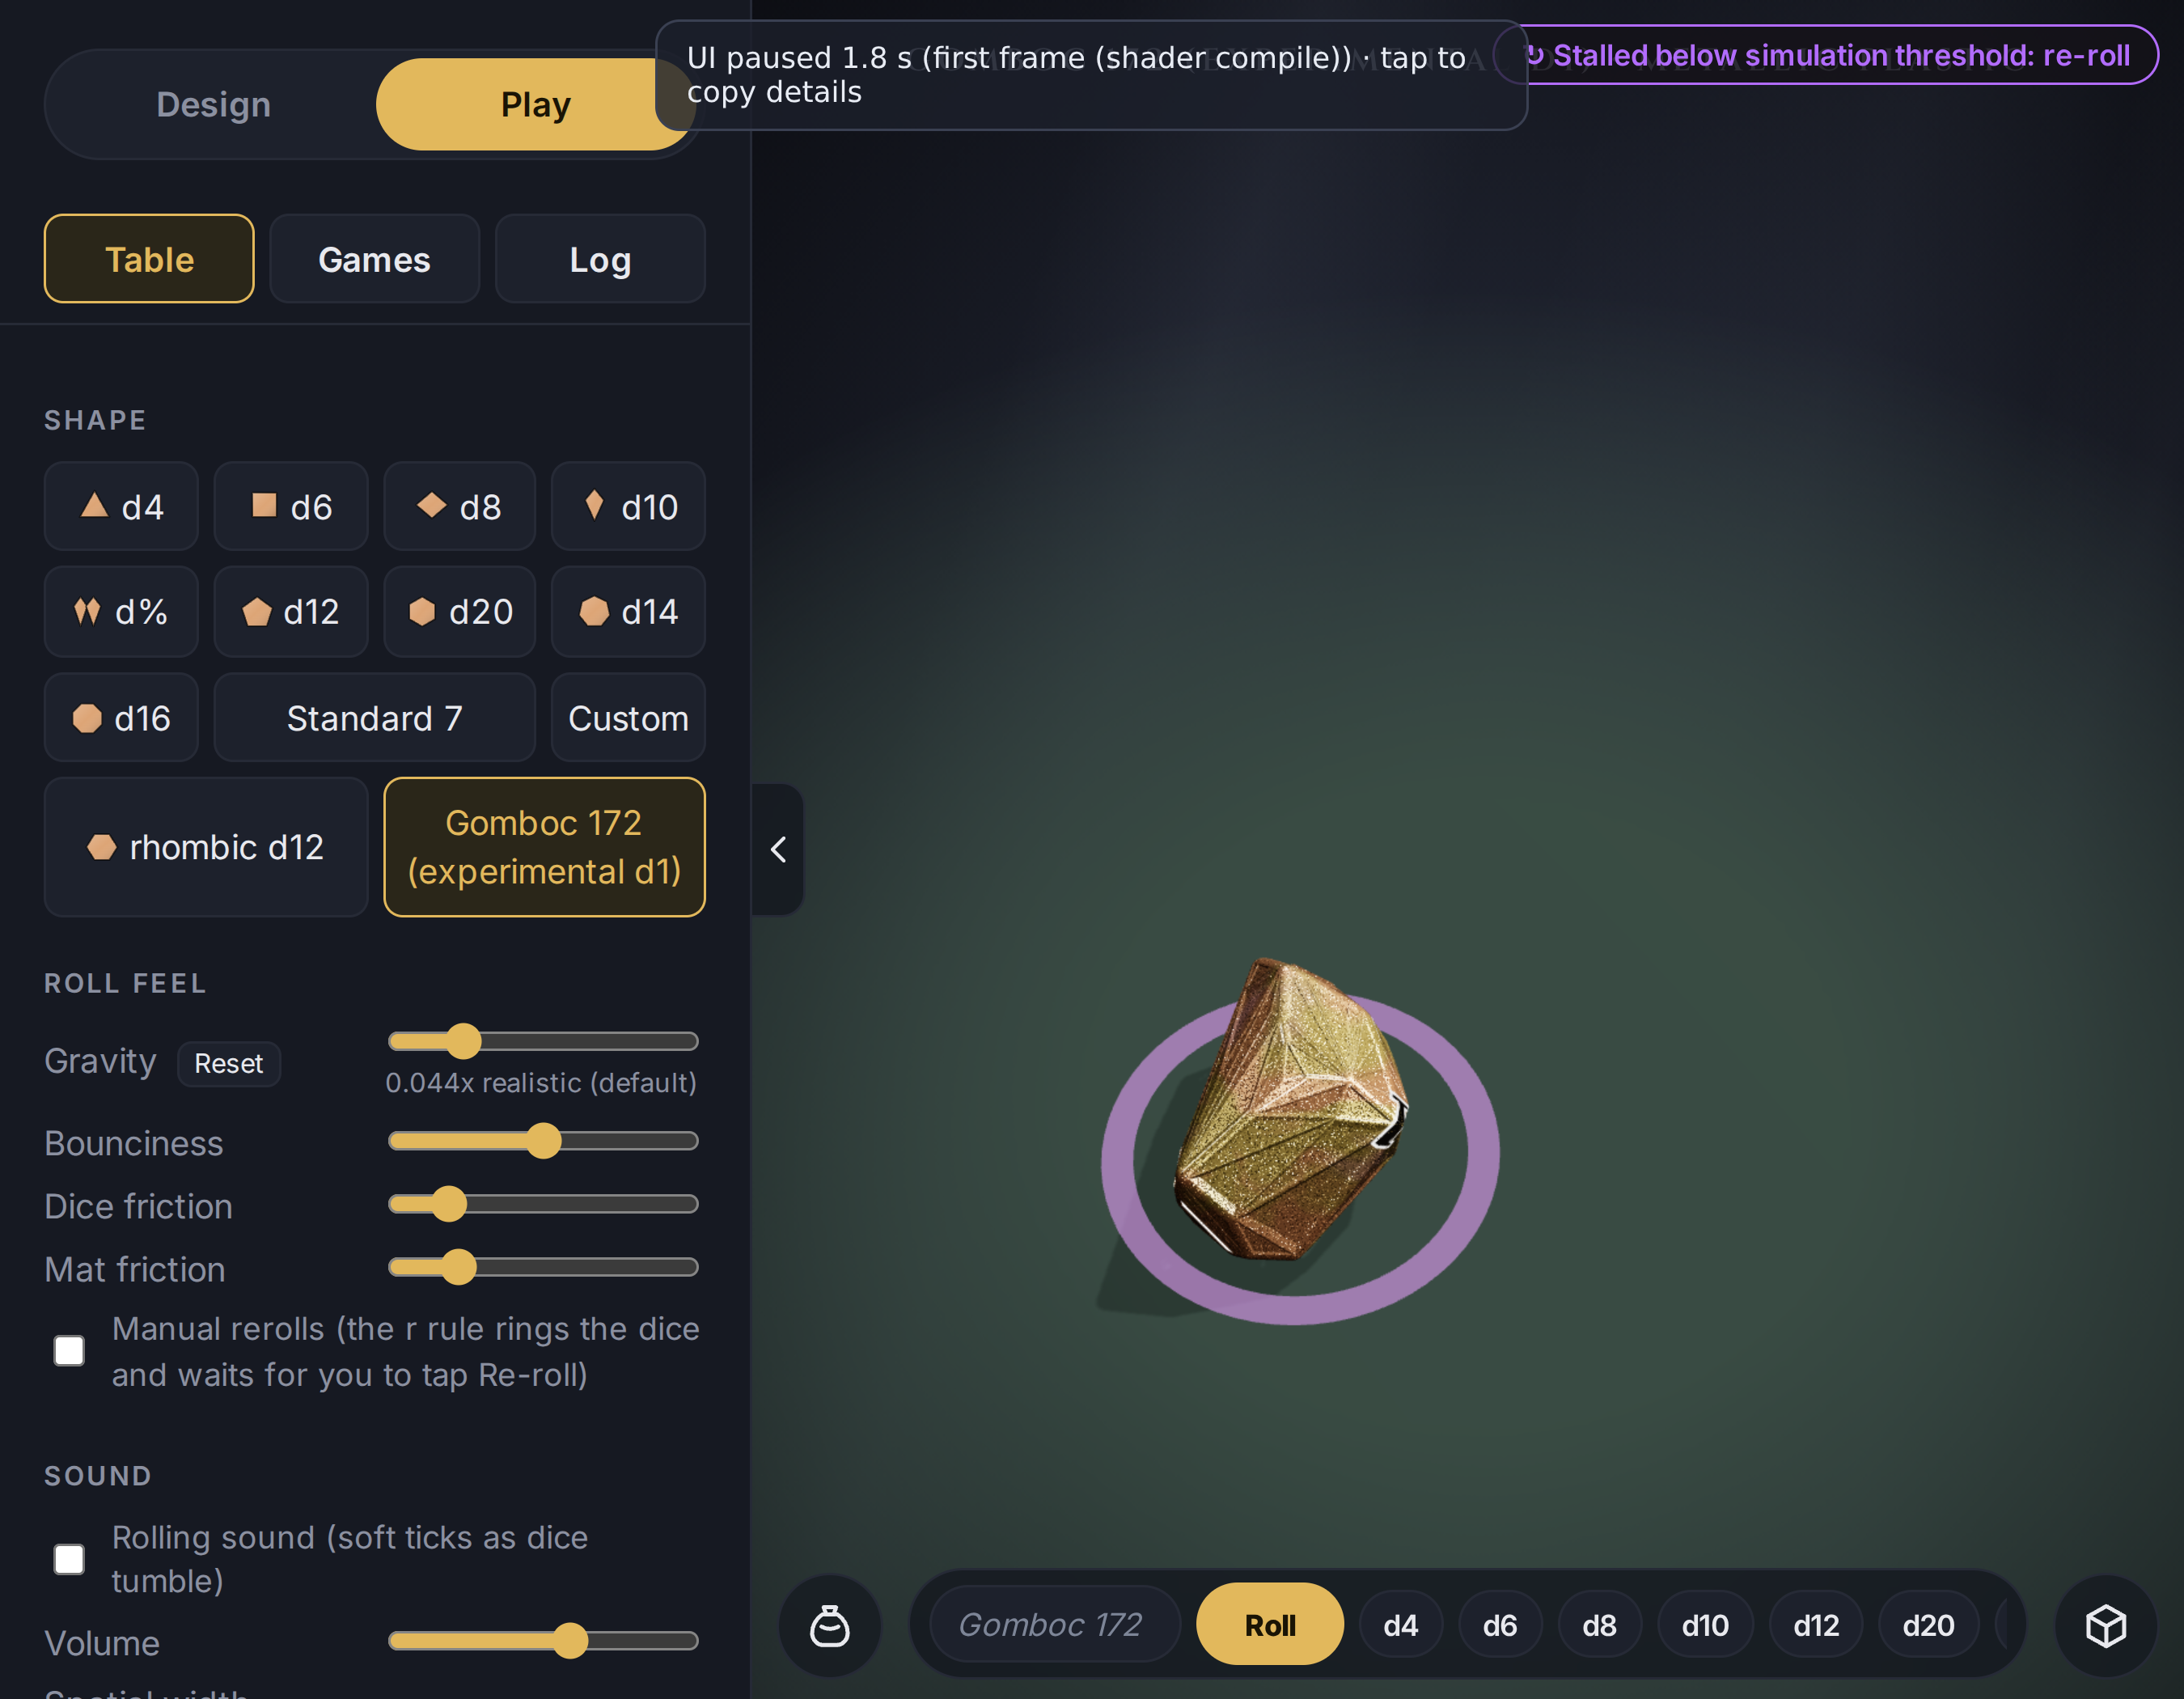 Design
Play
UI paused 1.8 s (first frame (shader compile)) · tap to
copy details
↻ Stalled below simulation threshold: re-roll
Table
Games
Log
SHAPE
d4
d6
d8
d10
d%
d12
d20
d14
d16
Standard 7
Custom
rhombic d12
Gomboc 172
(experimental d1)
ROLL FEEL
Gravity
Reset
0.044x realistic (default)
Bounciness
Dice friction
Mat friction
Manual rerolls (the r rule rings the dice
and waits for you to tap Re-roll)
SOUND
Rolling sound (soft ticks as dice
tumble)
Volume
1
Gomboc 172
Roll
d4
d6
d8
d10
d12
d20